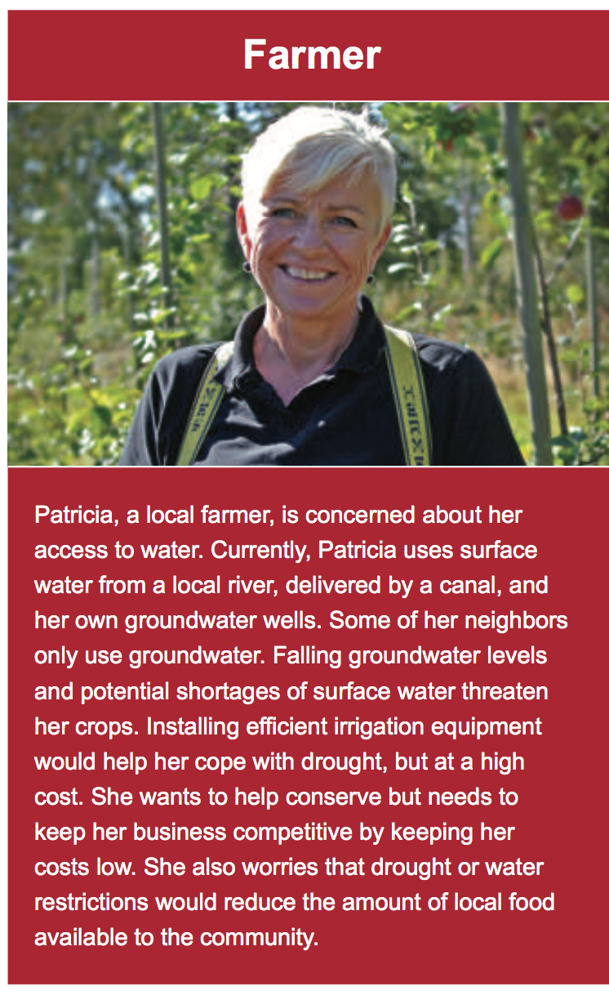 Farmer
Patricia, a local farmer, is concerned about her
access to water. Currently, Patricia uses surface
water from a local river, delivered by a canal, and
her own groundwater wells. Some of her neighbors
only use groundwater. Falling groundwater levels
and potential shortages of surface water threaten
her crops. Installing efficient irrigation equipment
would help her cope with drought, but at a high
cost. She wants to help conserve but needs to
keep her business competitive by keeping her
costs low. She also worries that drought or water
restrictions would reduce the amount of local food
available to the community.